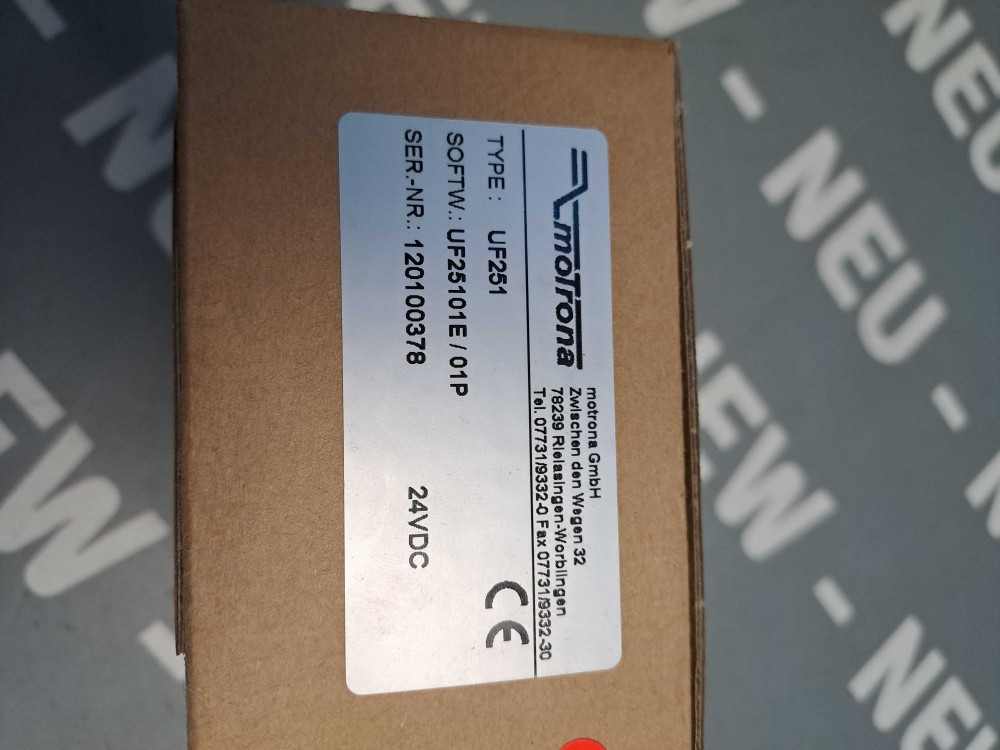 moTrona
motrona GmbH
Zwischen den Wegen 32
78239 Rielasingen-Worblingen
Tel. 07731/9332-0 Fax 07731/9332-30
TYPE : UF251
SOFTW.: UF25101E / 01P
SER.-NR.: 120100378 24VDC
CE
NEU -
- NEU -
NEW - NEU
NEW